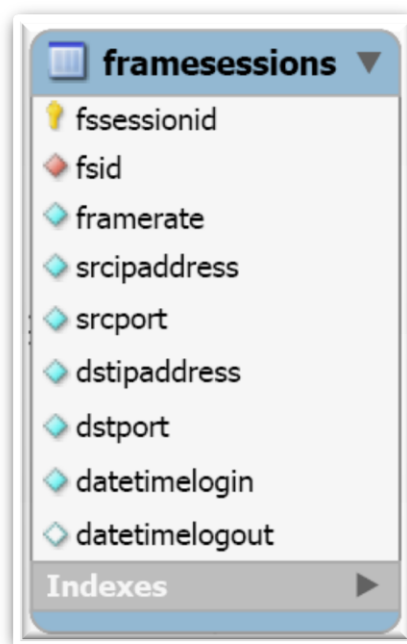 framesessions
fssessionid
fsid
framerate
srcipaddress
srcport
dstipaddress
dstport
datetimelogin
datetimelogout
Indexes